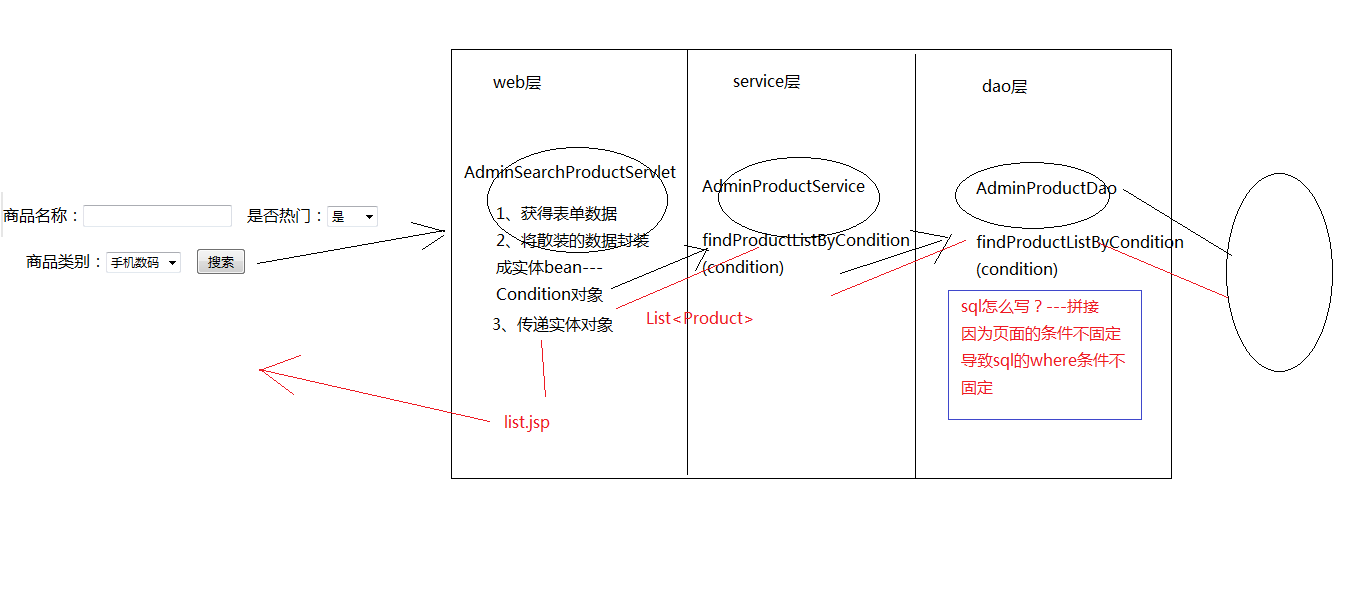 商品名称：
是否热门：是
商品类别：手机数码
搜索
web层
AdminSearchProductServlet
1、获得表单数据
2、将散装的数据封装
成实体bean---
Condition对象
3、传递实体对象
list.jsp
service层
AdminProductService
findProductListByCondition
(condition)
List<Product>
dao层
AdminProductDao
findProductListByCondition
(condition)
sql怎么写？---拼接
因为页面的条件不固定
导致sql的where条件不
固定